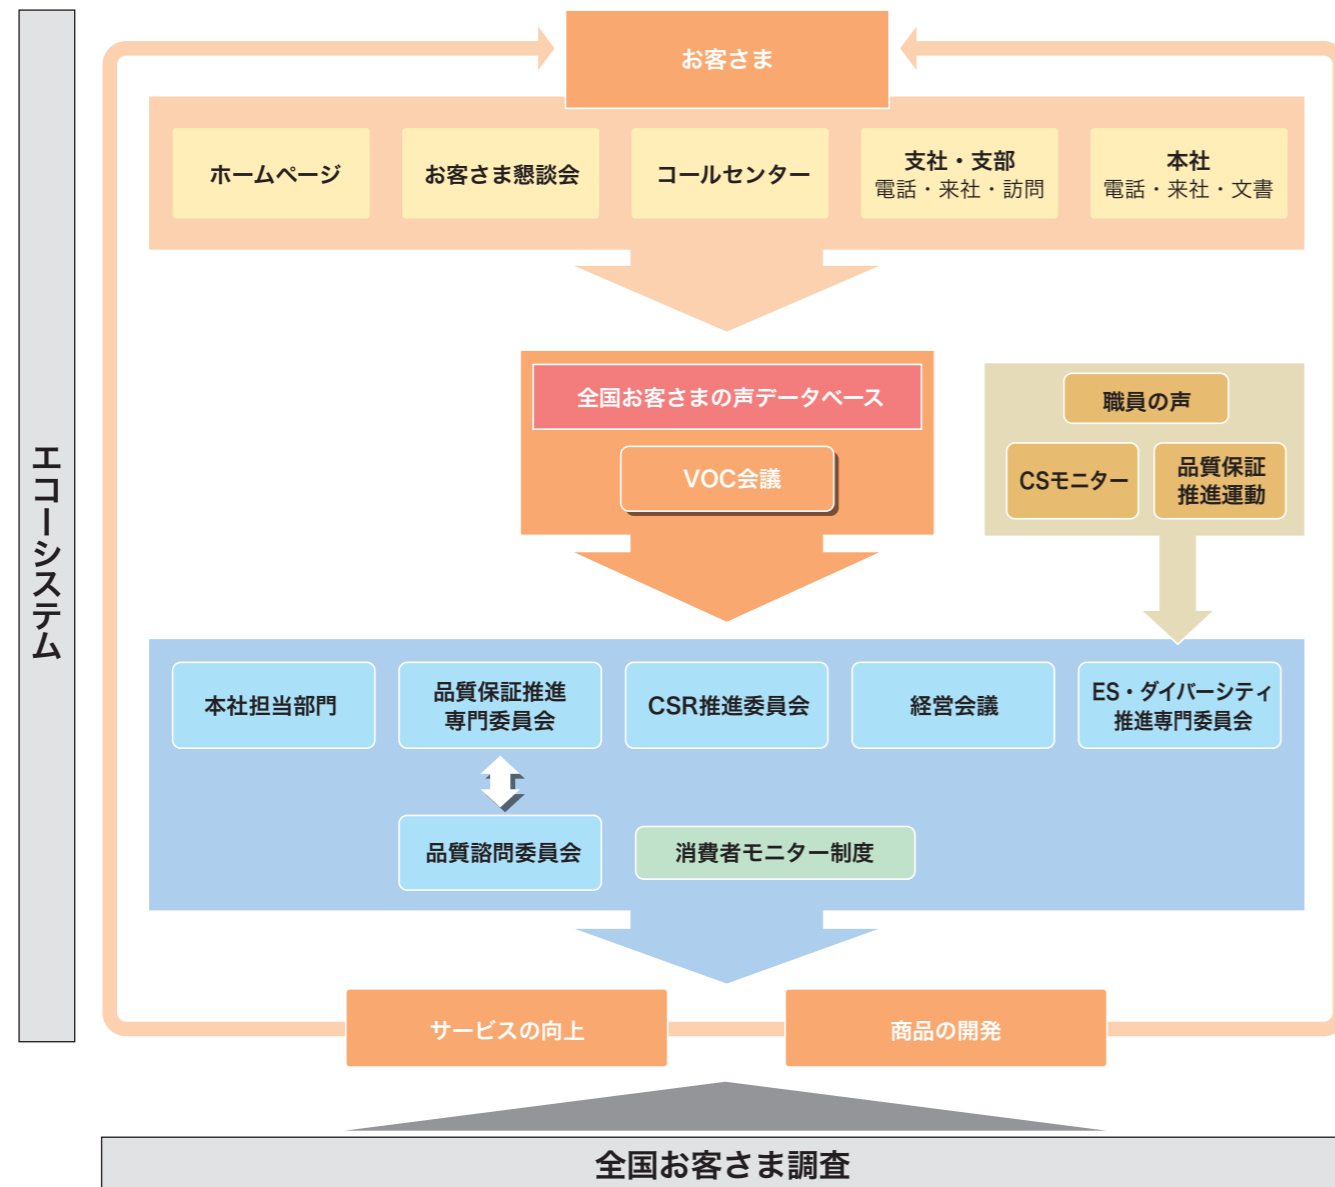 エコーシステム
お客さま
ホームページ
お客さま懇談会
コールセンター
支社・支部
電話・来社・訪問
本社
電話・来社・文書
全国お客さまの声データベース
VOC会議
職員の声
CSモニター
品質保証
推進運動
本社担当部門
品質保証推進
専門委員会
CSR推進委員会
経営会議
ES・ダイバーシティ
推進専門委員会
品質諮問委員会
消費者モニター制度
サービスの向上
商品の開発
全国お客さま調査